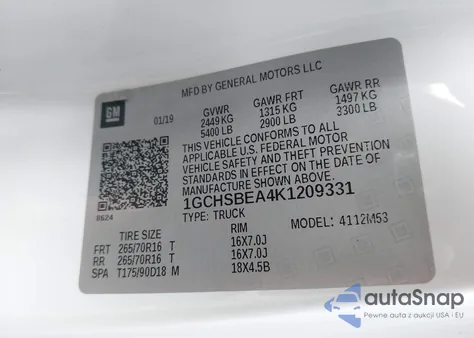 MFD BY GENERAL MOTORS LLC
GM
01/19
GVWR GAWR FRT GAWR RR
2449 KG 1315 KG 1497 KG
5400 LB 2900 LB 3300 LB
THIS VEHICLE CONFORMS TO ALL
APPLICABLE U.S. FEDERAL MOTOR
VEHICLE SAFETY AND THEFT PREVENTION
STANDARDS IN EFFECT ON THE DATE OF
MANUFACTURE SHOWN ABOVE.
1GCHSBEA4K1209331
8624
TYPE: TRUCK MODEL: 4112M53
TIRE SIZE RIM
FRT 265/70R16 T 16X7.0J
RR 265/70R16 T 16X7.0J
SPA T175/90D18 M 18X4.5B
autoSnap
Pewne auta z aukcji USA i EU